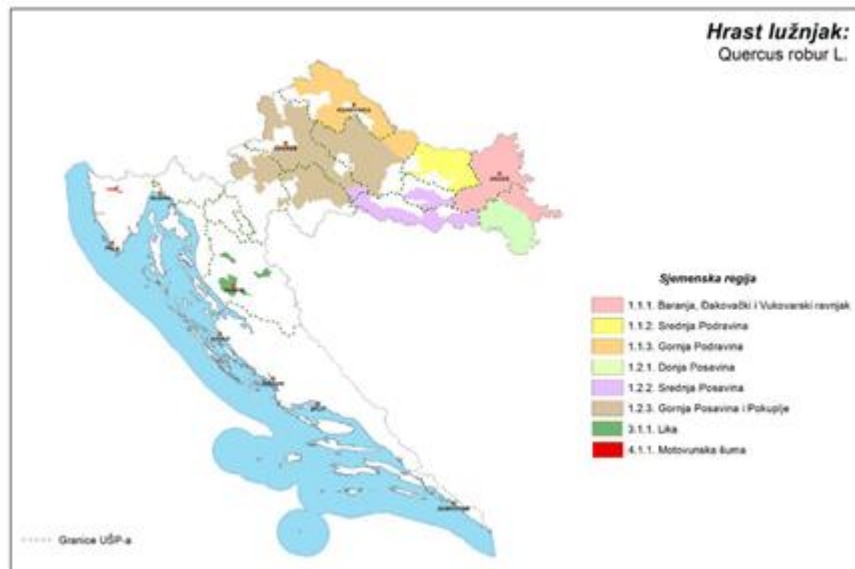 Hrast lužnjak:
Quercus robur L.
Sjemenska regija
1.1.1. Baranja, Đakovački i Vukovarski ravnjak
1.1.2. Srednja Podravina
1.1.3. Gornja Podravina
1.2.1. Donja Posavina
1.2.2. Srednja Posavina
1.2.3. Gornja Posavina i Pokuplje
3.1.1. Lika
4.1.1. Motovunska šuma
Granice UŠP-a